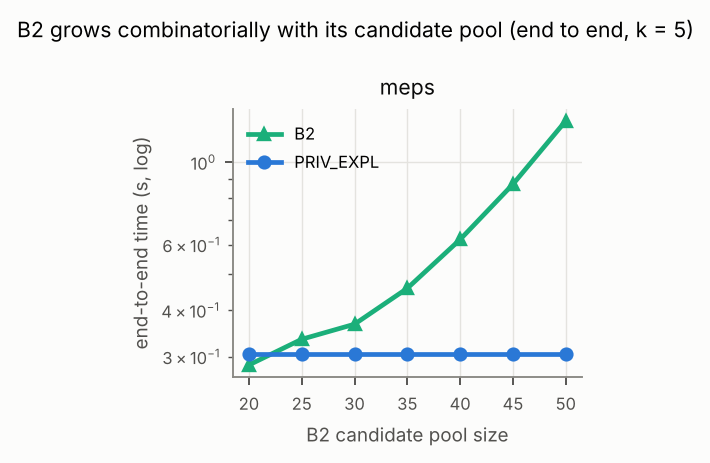 B2 grows combinatorially with its candidate pool (end to end, k = 5)
meps
B2
PRIV_EXPL
end-to-end time (s, log)
10⁰
6 × 10⁻¹
4 × 10⁻¹
3 × 10⁻¹
20 25 30 35 40 45 50
B2 candidate pool size